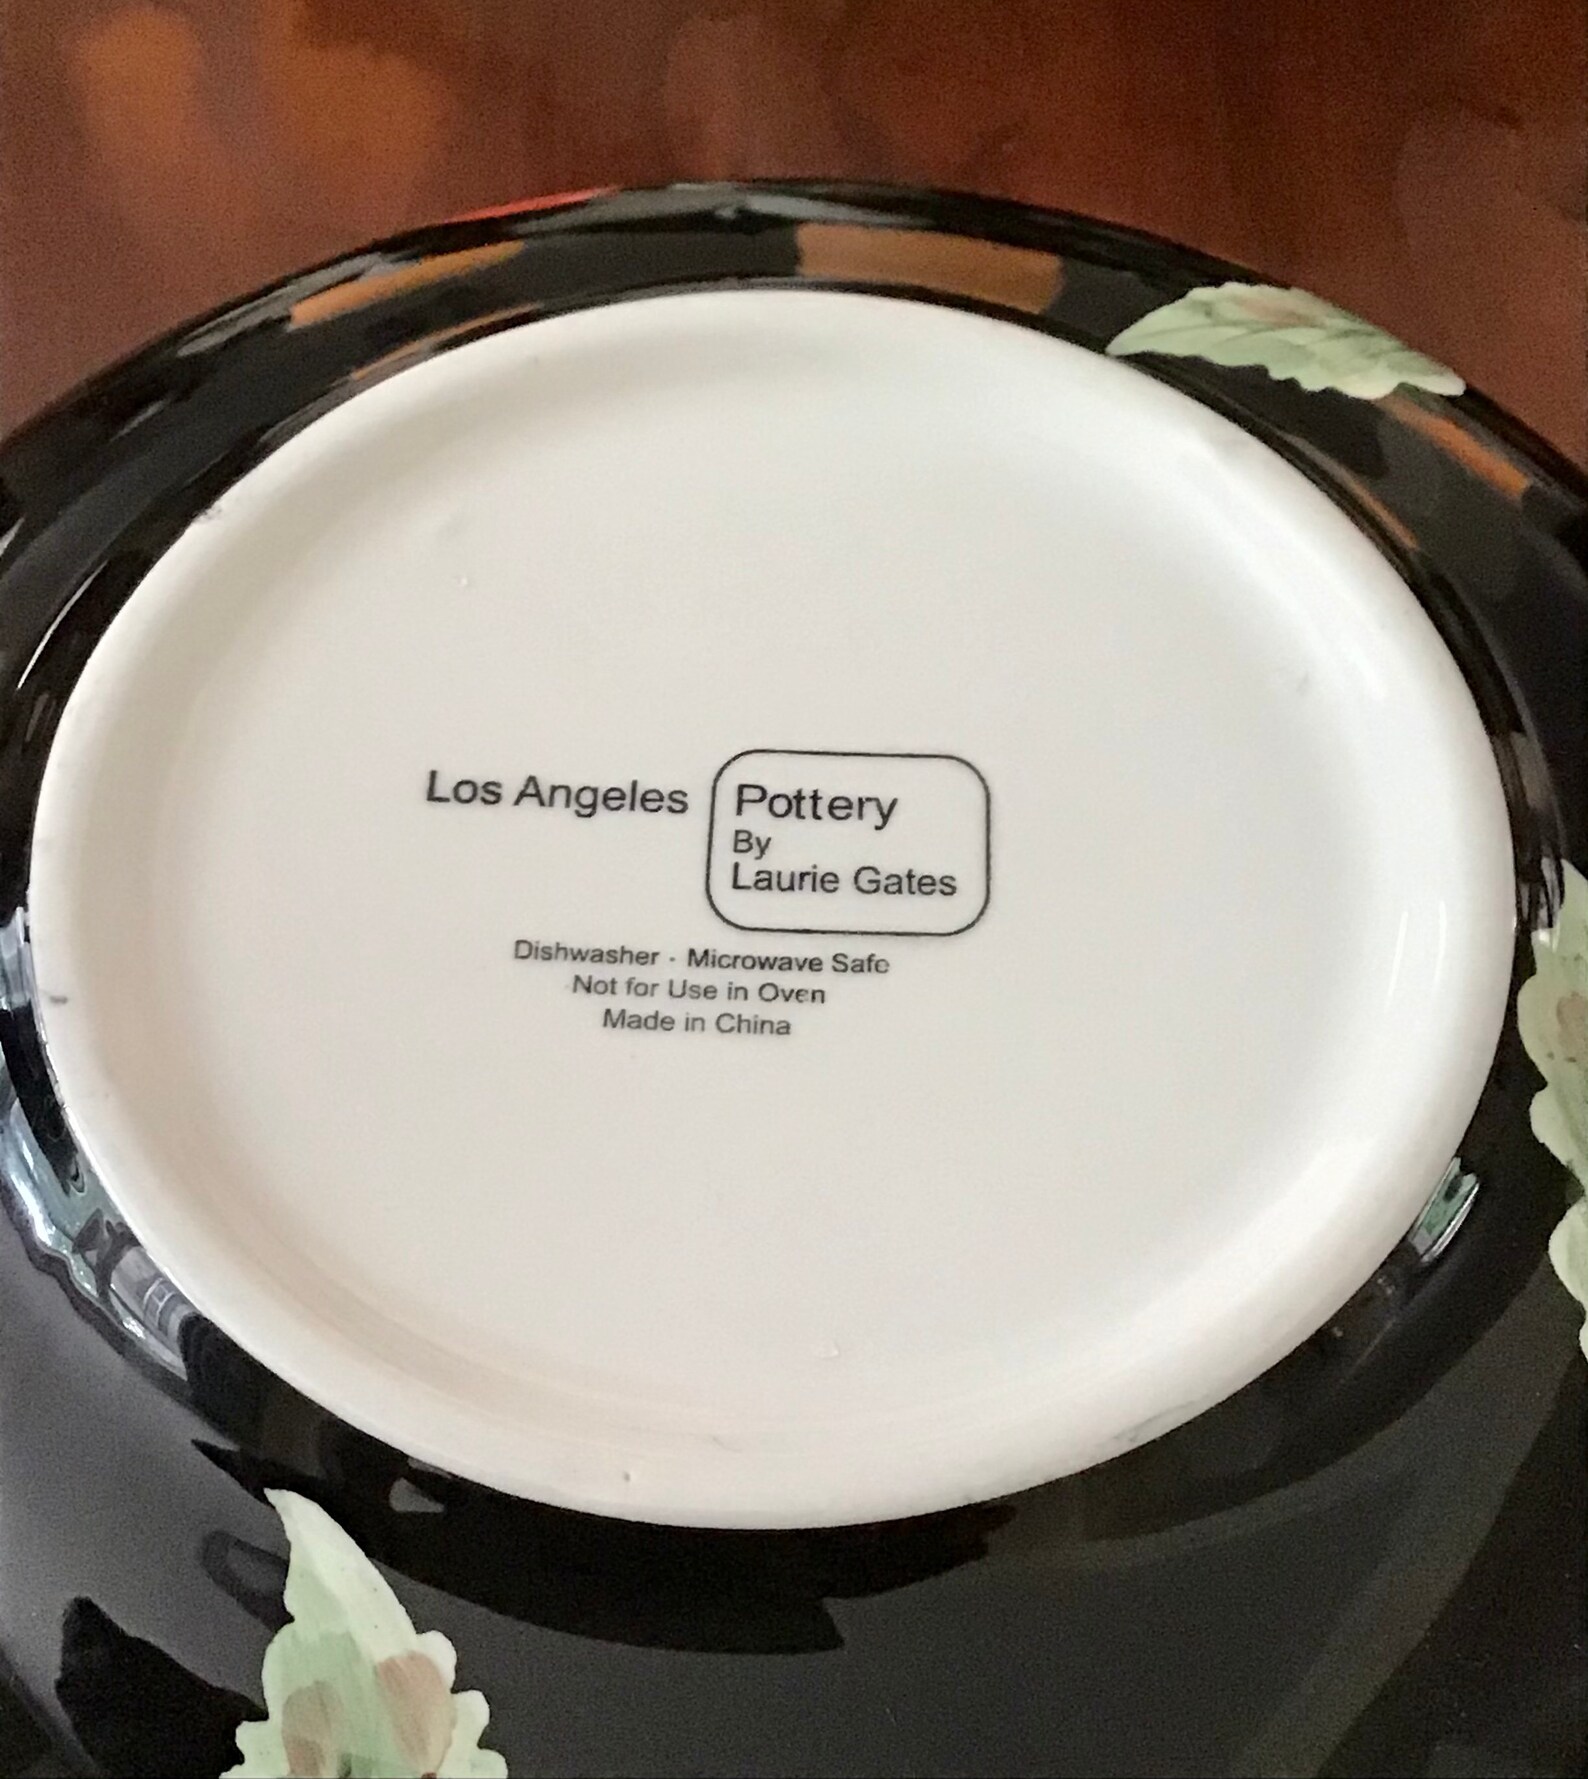 Los Angeles Pottery
By
Laurie Gates
Dishwasher · Microwave Safe
Not for Use in Oven
Made in China